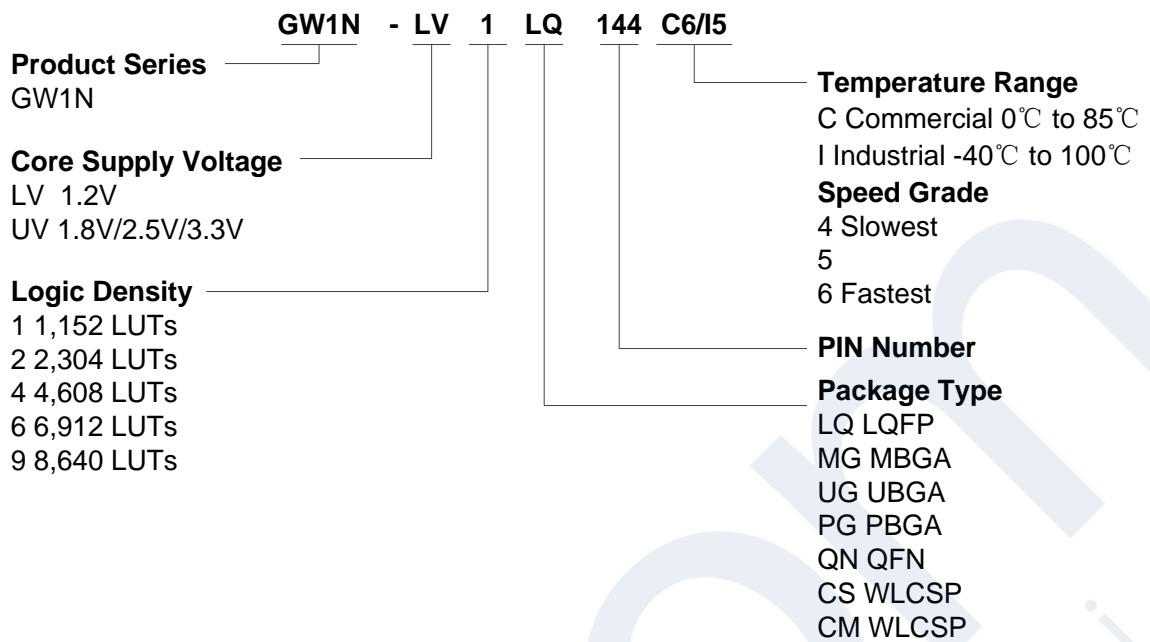 GW1N - LV 1 LQ 144 C6/I5
Product Series
GW1N
Core Supply Voltage
LV 1.2V
UV 1.8V/2.5V/3.3V
Logic Density
1 1,152 LUTs
2 2,304 LUTs
4 4,608 LUTs
6 6,912 LUTs
9 8,640 LUTs
Temperature Range
C Commercial 0℃ to 85℃
I Industrial -40℃ to 100℃
Speed Grade
4 Slowest
5
6 Fastest
PIN Number
Package Type
LQ LQFP
MG MBGA
UG UBGA
PG PBGA
QN QFN
CS WLCSP
CM WLCSP